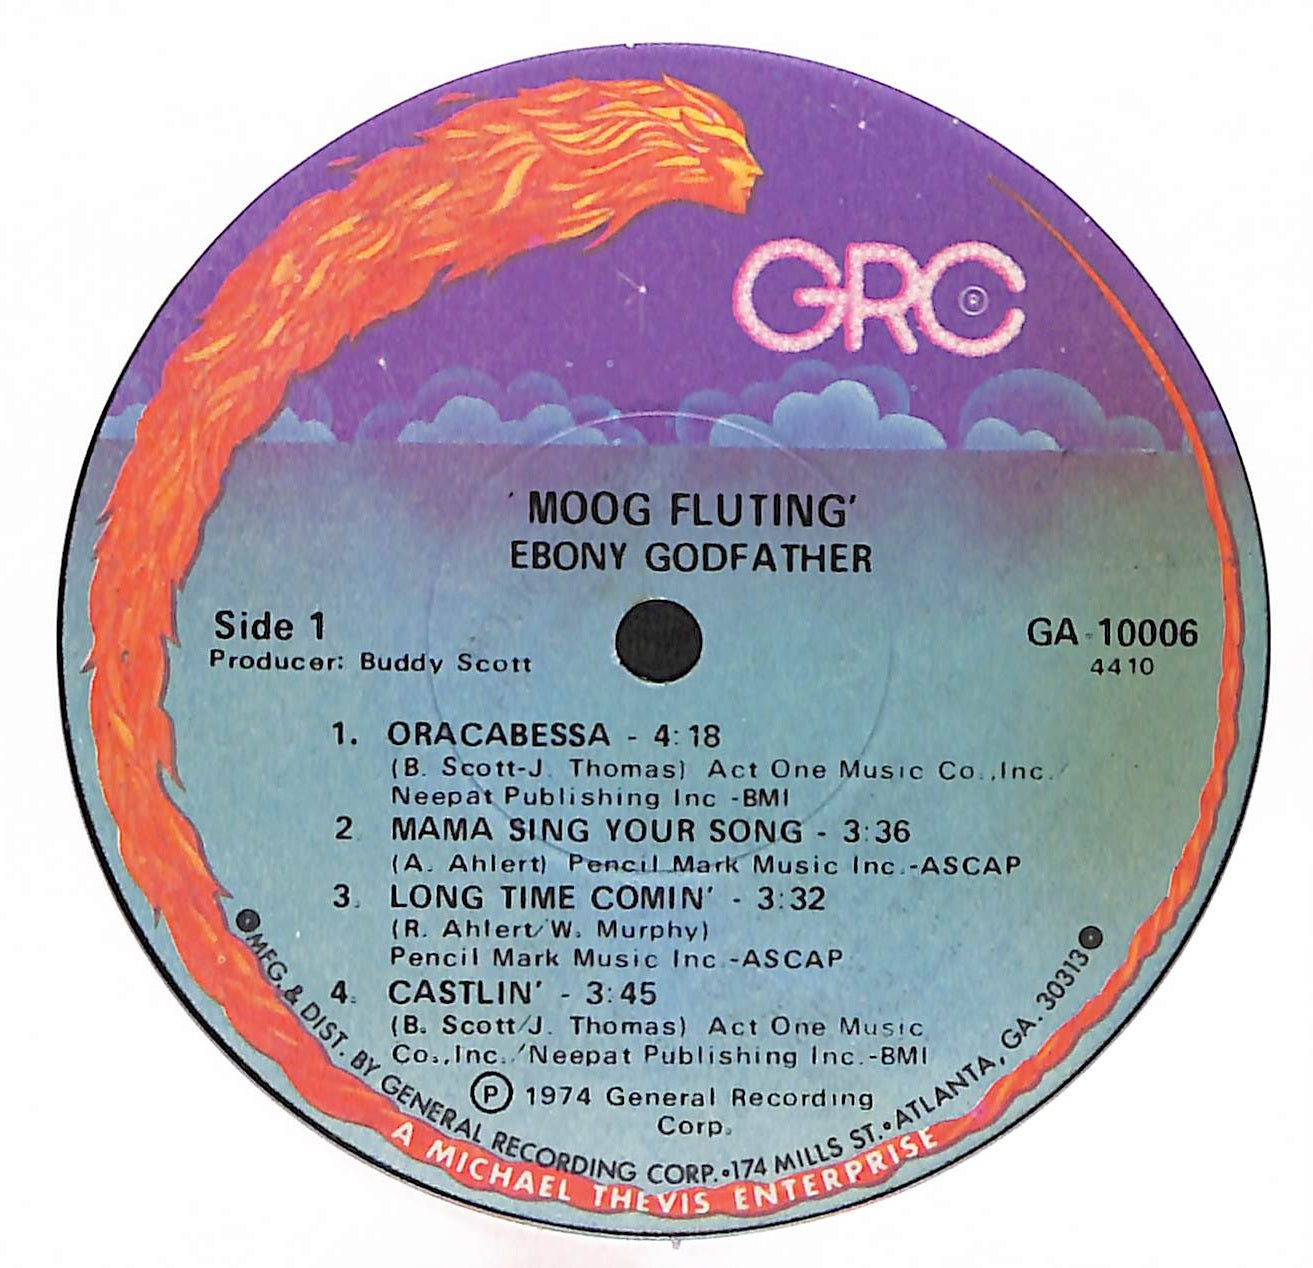 GRC ®
'MOOG FLUTING'
EBONY GODFATHER
Side 1
Producer: Buddy Scott
GA-10006
4410
1. ORACABESSA - 4:18
(B. Scott-J. Thomas) Act One Music Co.,Inc./
Neepat Publishing Inc -BMI
2 MAMA SING YOUR SONG - 3:36
(A. Ahlert) Pencil Mark Music Inc.-ASCAP
3. LONG TIME COMIN' - 3:32
(R. Ahlert/W. Murphy)
Pencil Mark Music Inc.-ASCAP
4. CASTLIN' - 3:45
(B. Scott/J. Thomas) Act One Music
Co.,Inc./Neepat Publishing Inc.-BMI
Ⓟ 1974 General Recording
Corp.
MFG. & DIST. BY GENERAL RECORDING CORP.•174 MILLS ST.•ATLANTA, GA. 30313
A MICHAEL THEVIS ENTERPRISE